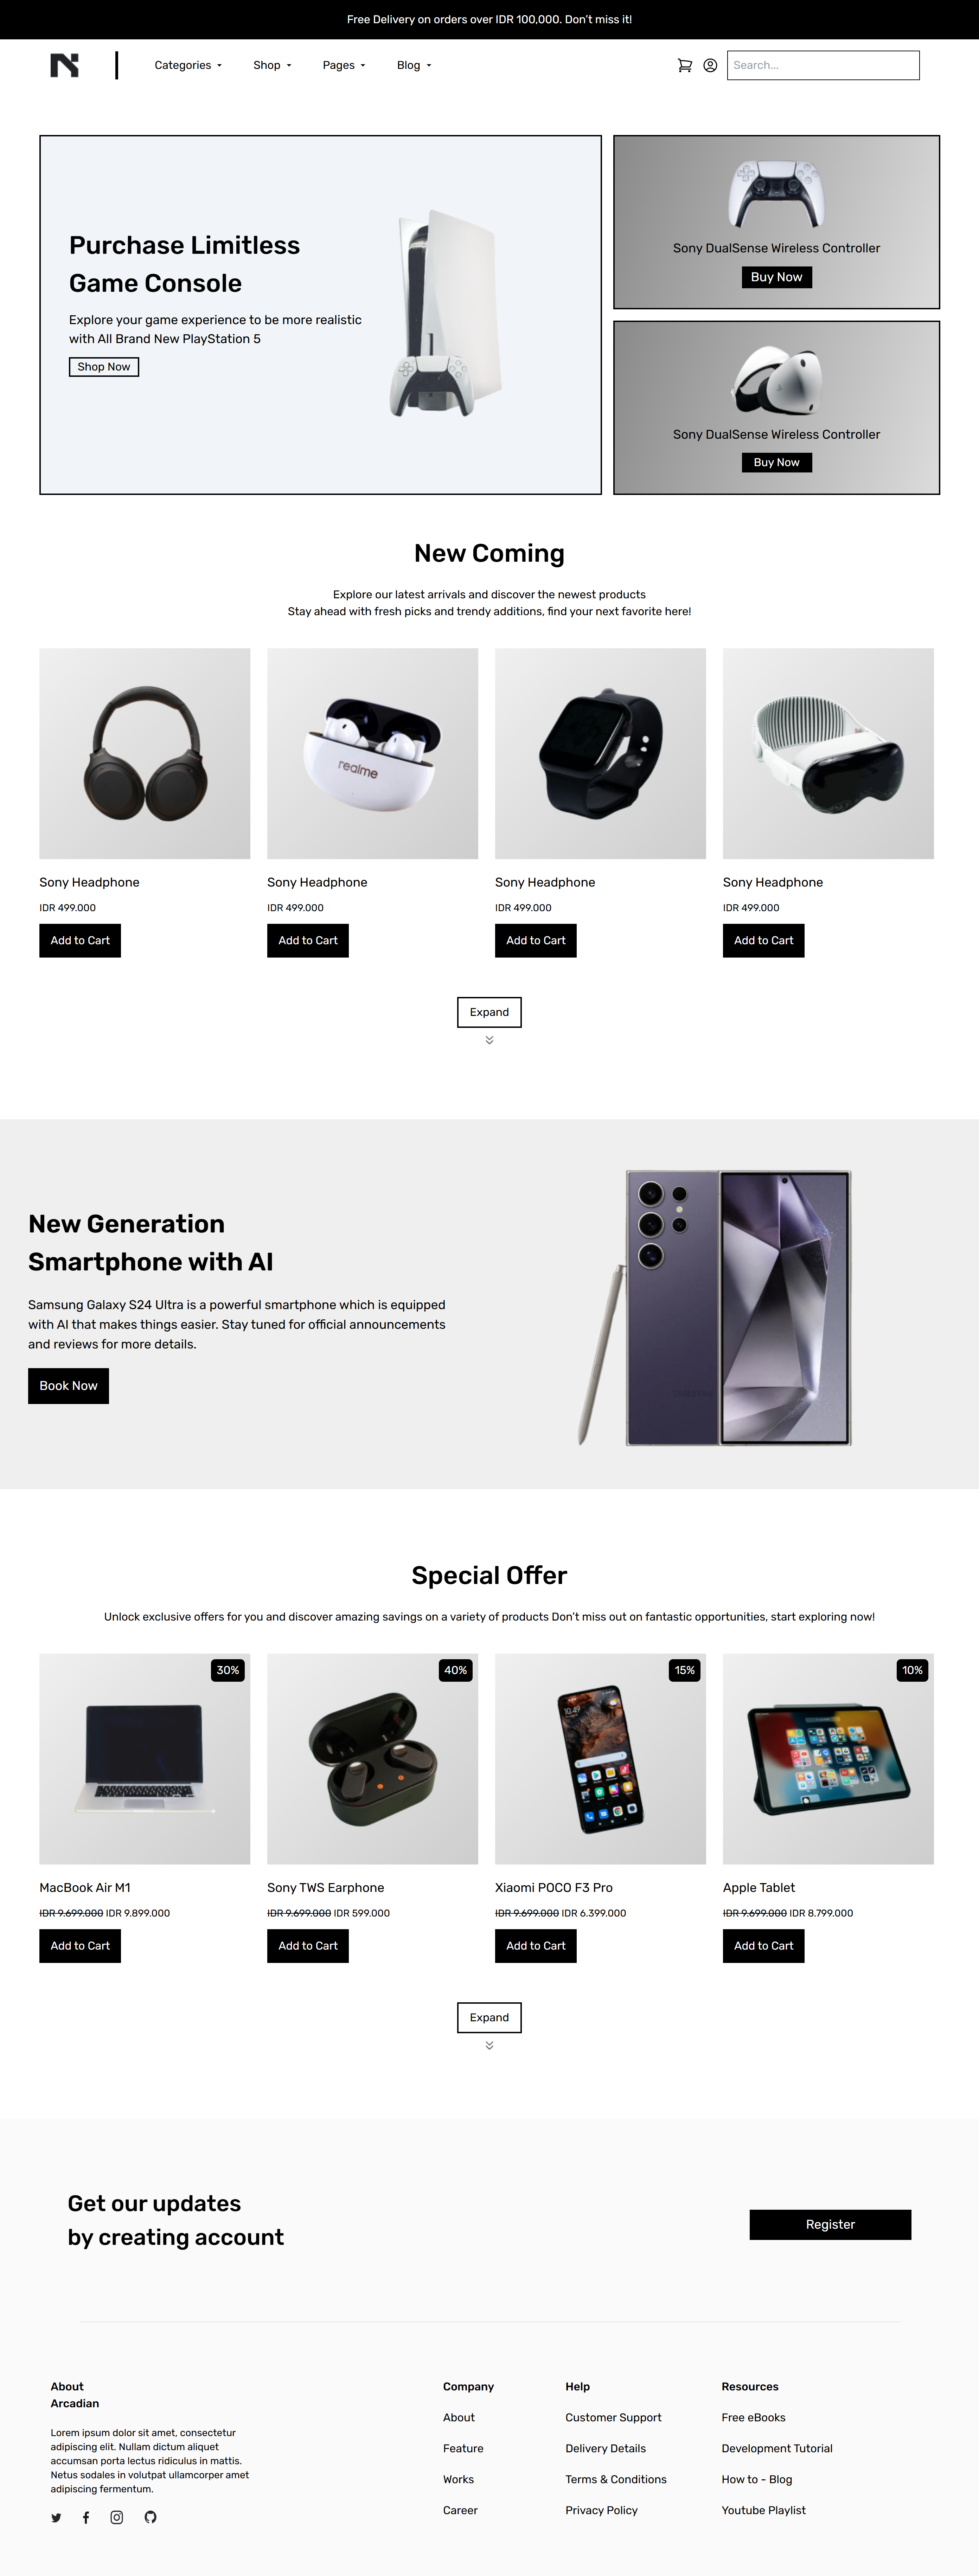 Free Delivery on orders over IDR 100,000. Don't miss it!
Categories
Shop
Pages
Blog
Search...
Purchase Limitless
Game Console
Explore your game experience to be more realistic
with All Brand New PlayStation 5
Shop Now
Sony DualSense Wireless Controller
Buy Now
Sony DualSense Wireless Controller
Buy Now
New Coming
Explore our latest arrivals and discover the newest products
Stay ahead with fresh picks and trendy additions, find your next favorite here!
realme
Sony Headphone
IDR 499.000
Add to Cart
Sony Headphone
IDR 499.000
Add to Cart
Sony Headphone
IDR 499.000
Add to Cart
Sony Headphone
IDR 499.000
Add to Cart
Expand
New Generation
Smartphone with AI
Samsung Galaxy S24 Ultra is a powerful smartphone which is equipped
with AI that makes things easier. Stay tuned for official announcements
and reviews for more details.
Book Now
SAMSUNG
Special Offer
Unlock exclusive offers for you and discover amazing savings on a variety of products Don't miss out on fantastic opportunities, start exploring now!
30%
MacBook Air M1
IDR 9.699.000 IDR 9.899.000
Add to Cart
40%
Sony TWS Earphone
IDR 9.699.000 IDR 599.000
Add to Cart
15%
10:49
Xiaomi POCO F3 Pro
IDR 9.699.000 IDR 6.399.000
Add to Cart
10%
Apple Tablet
IDR 9.699.000 IDR 8.799.000
Add to Cart
Expand
Get our updates
by creating account
Register
About
Arcadian
Lorem ipsum dolor sit amet, consectetur
adipiscing elit. Nullam dictum aliquet
accumsan porta lectus ridiculus in mattis.
Netus sodales in volutpat ullamcorper amet
adipiscing fermentum.
Company
About
Feature
Works
Career
Help
Customer Support
Delivery Details
Terms & Conditions
Privacy Policy
Resources
Free eBooks
Development Tutorial
How to - Blog
Youtube Playlist